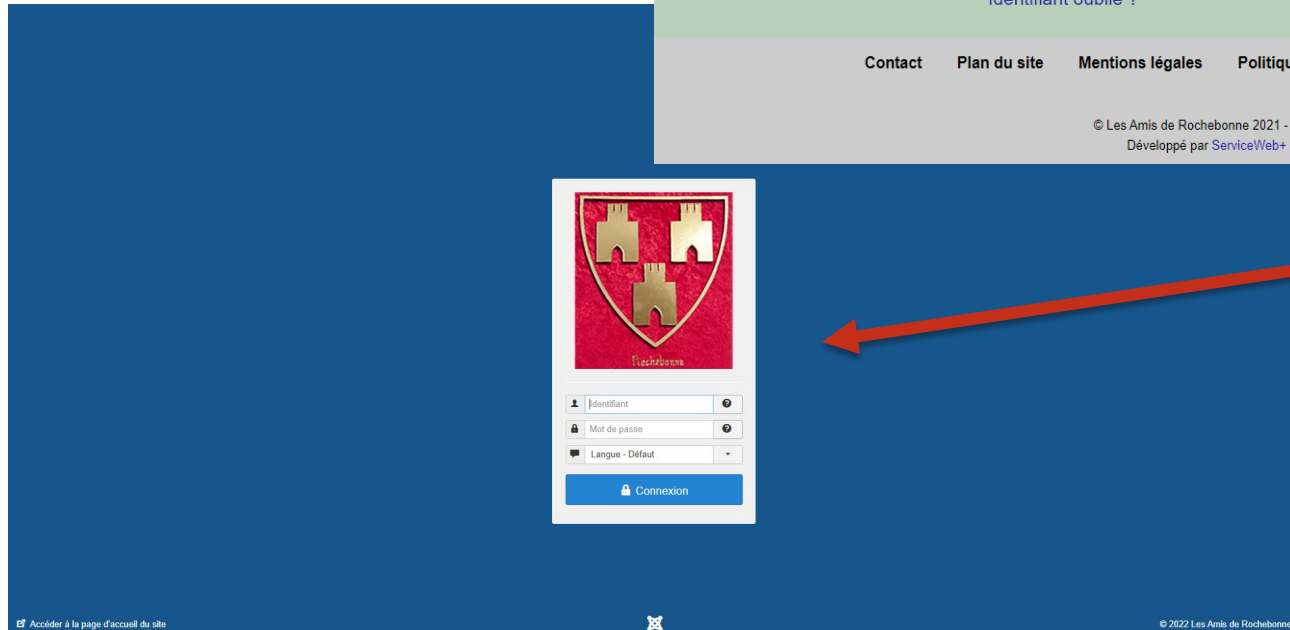 Identifiant oublié ?
Contact Plan du site Mentions légales Politiqu
© Les Amis de Rochebonne 2021 -
Développé par ServiceWeb+
Rochebonne
Identifiant
Mot de passe
Langue - Défaut
Connexion
Accéder à la page d'accueil du site
© 2022 Les Amis de Rochebonne